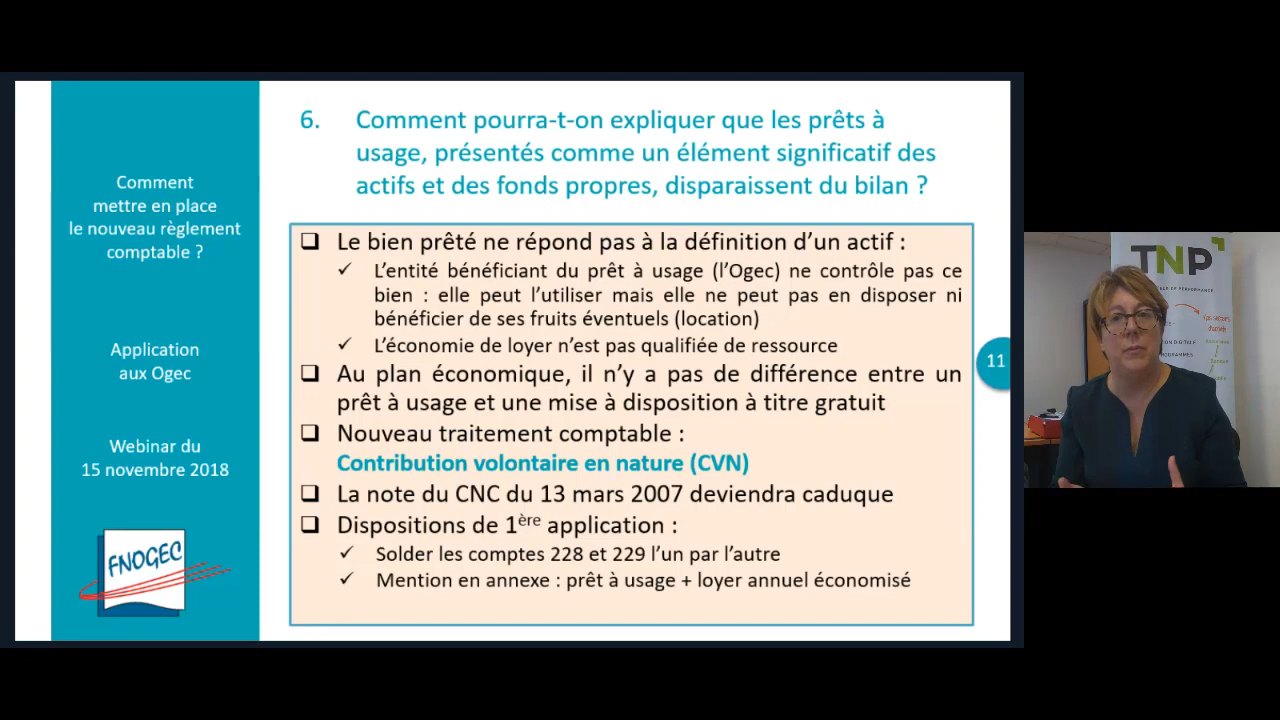 Comment
mettre en place
le nouveau règlement
comptable ?
Application
aux Ogec
Webinar du
15 novembre 2018
FNOGEC
6. Comment pourra-t-on expliquer que les prêts à
usage, présentés comme un élément significatif des
actifs et des fonds propres, disparaissent du bilan ?
❑ Le bien prêté ne répond pas à la définition d’un actif :
✓ L’entité bénéficiant du prêt à usage (l’Ogec) ne contrôle pas ce
bien : elle peut l’utiliser mais elle ne peut pas en disposer ni
bénéficier de ses fruits éventuels (location)
✓ L’économie de loyer n’est pas qualifiée de ressource
❑ Au plan économique, il n’y a pas de différence entre un
prêt à usage et une mise à disposition à titre gratuit
❑ Nouveau traitement comptable :
Contribution volontaire en nature (CVN)
❑ La note du CNC du 13 mars 2007 deviendra caduque
❑ Dispositions de 1ère application :
✓ Solder les comptes 228 et 229 l’un par l’autre
✓ Mention en annexe : prêt à usage + loyer annuel économisé
11
TNP